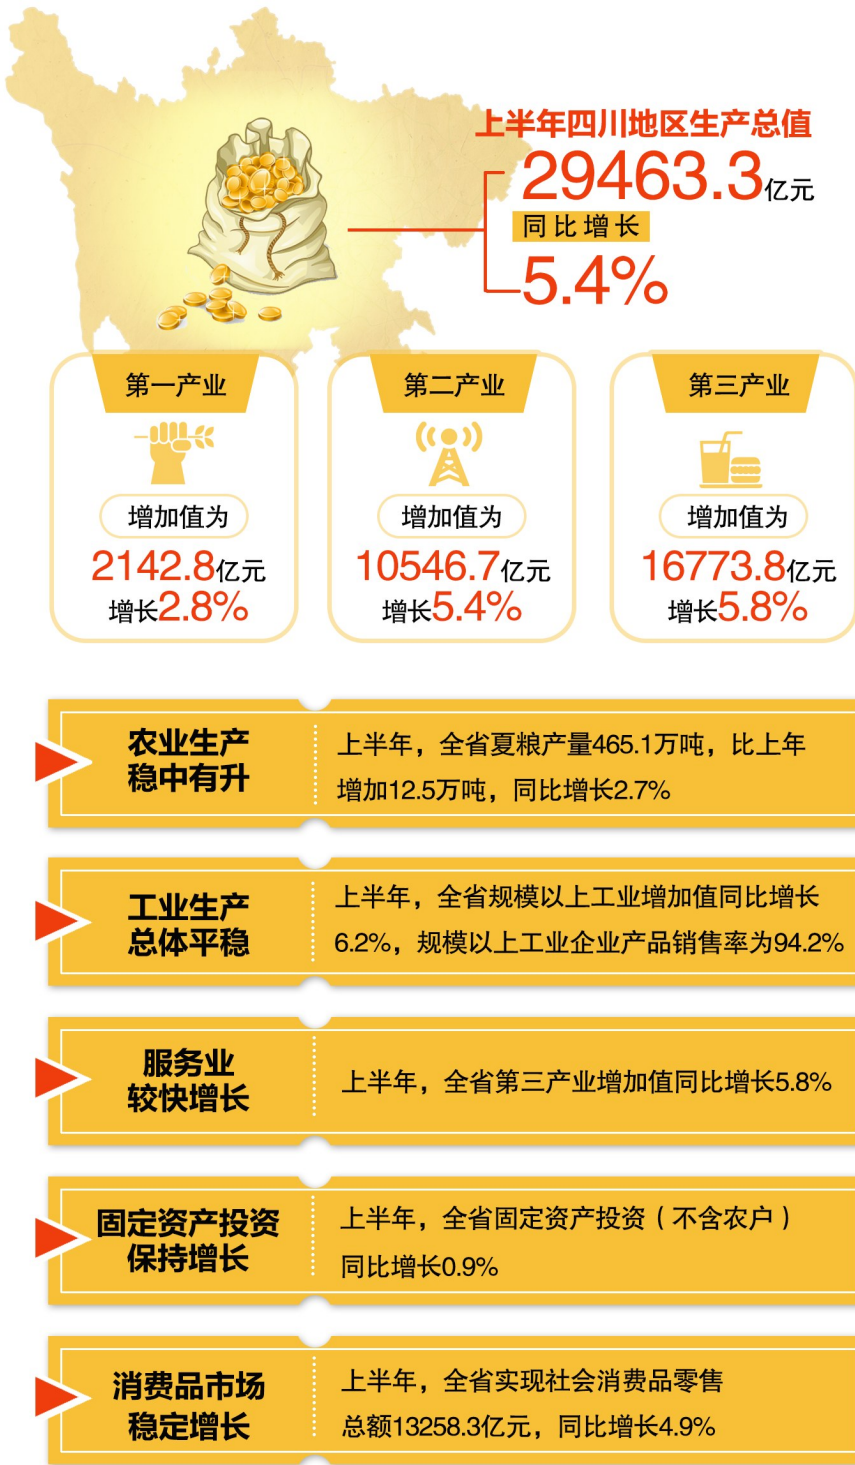 上半年四川地区生产总值
29463.3亿元
同比增长
5.4%
第一产业
增加值为
2142.8亿元
增长2.8%
第二产业
增加值为
10546.7亿元
增长5.4%
第三产业
增加值为
16773.8亿元
增长5.8%
农业生产
稳中有升
上半年，全省夏粮产量465.1万吨，比上年
增加12.5万吨，同比增长2.7%
工业生产
总体平稳
上半年，全省规模以上工业增加值同比增长
6.2%，规模以上工业企业产品销售率为94.2%
服务业
较快增长
上半年，全省第三产业增加值同比增长5.8%
固定资产投资
保持增长
上半年，全省固定资产投资（不含农户）
同比增长0.9%
消费品市场
稳定增长
上半年，全省实现社会消费品零售
总额13258.3亿元，同比增长4.9%